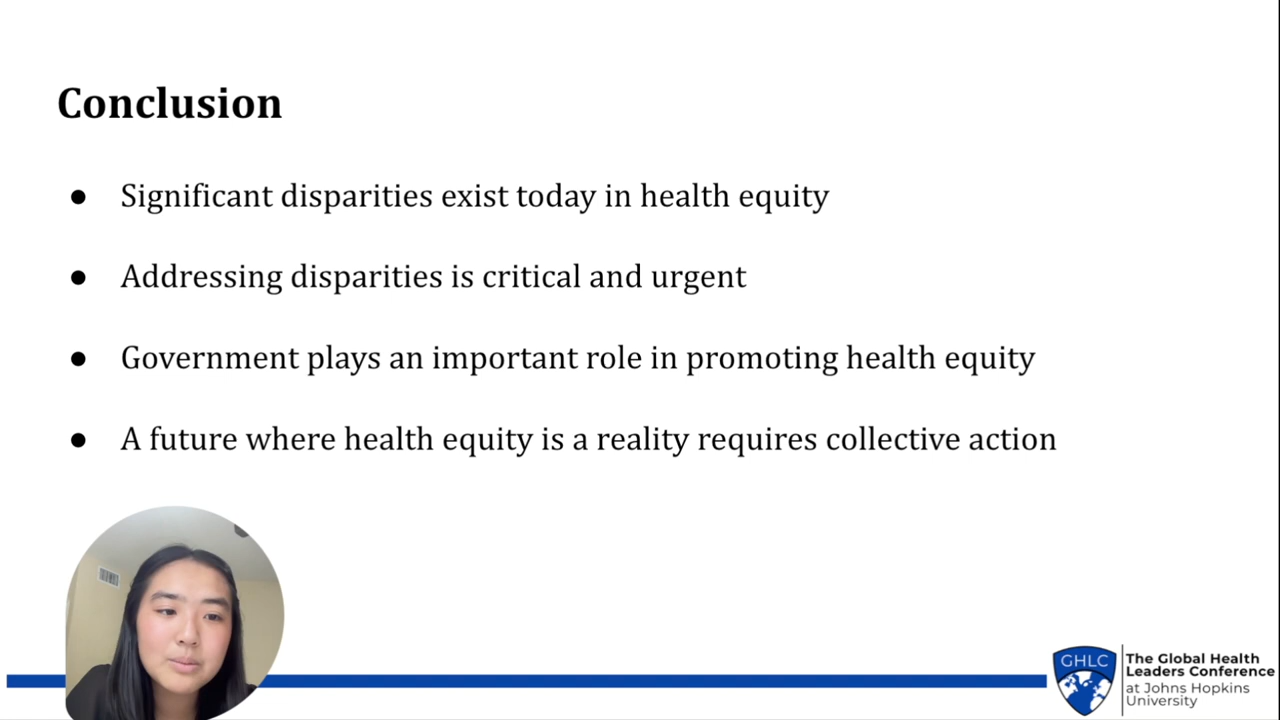 Conclusion
● Significant disparities exist today in health equity
● Addressing disparities is critical and urgent
● Government plays an important role in promoting health equity
● A future where health equity is a reality requires collective action
GHLC
The Global Health
Leaders Conference
at Johns Hopkins
University